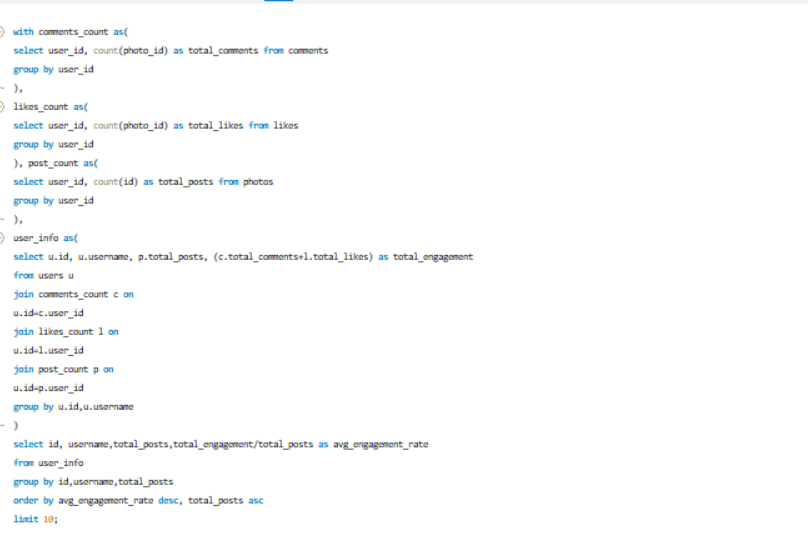 with comments_count as(
select user_id, count(photo_id) as total_comments from comments
group by user_id
),
likes_count as(
select user_id, count(photo_id) as total_likes from likes
group by user_id
), post_count as(
select user_id, count(id) as total_posts from photos
group by user_id
),
user_info as(
select u.id, u.username, p.total_posts, (c.total_comments+l.total_likes) as total_engagement
from users u
join comments_count c on
u.id=c.user_id
join likes_count l on
u.id=l.user_id
join post_count p on
u.id=p.user_id
group by u.id,u.username
)
select id, username,total_posts,total_engagement/total_posts as avg_engagement_rate
from user_info
group by id,username,total_posts
order by avg_engagement_rate desc, total_posts asc
limit 10;